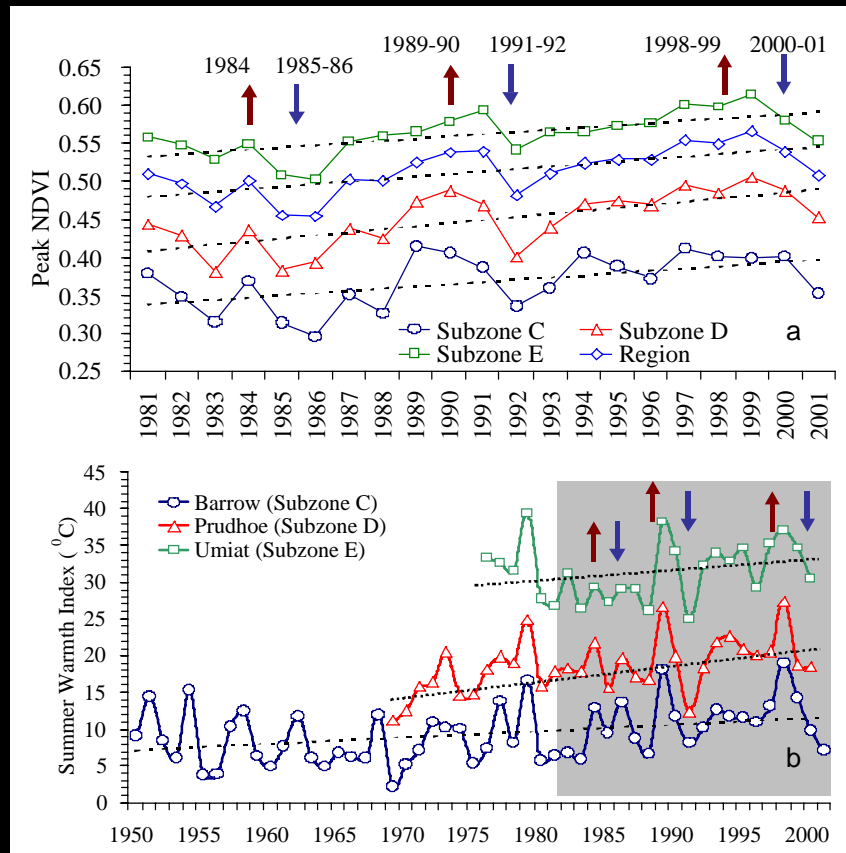 1989-90 1991-92 1998-99 2000-01
1984 1985-86
0.65
0.60
0.55
0.50
0.45
0.40
0.35
0.30
0.25
Peak NDVI
Subzone C Subzone D
Subzone E Region
a
1981 1982 1983 1984 1985 1986 1987 1988 1989 1990 1991 1992 1993 1994 1995 1996 1997 1998 1999 2000 2001
45
40
35
30
25
20
15
10
5
0
Summer Warmth Index ( ⁰C)
Barrow (Subzone C)
Prudhoe (Subzone D)
Umiat (Subzone E)
b
1950 1955 1960 1965 1970 1975 1980 1985 1990 1995 2000